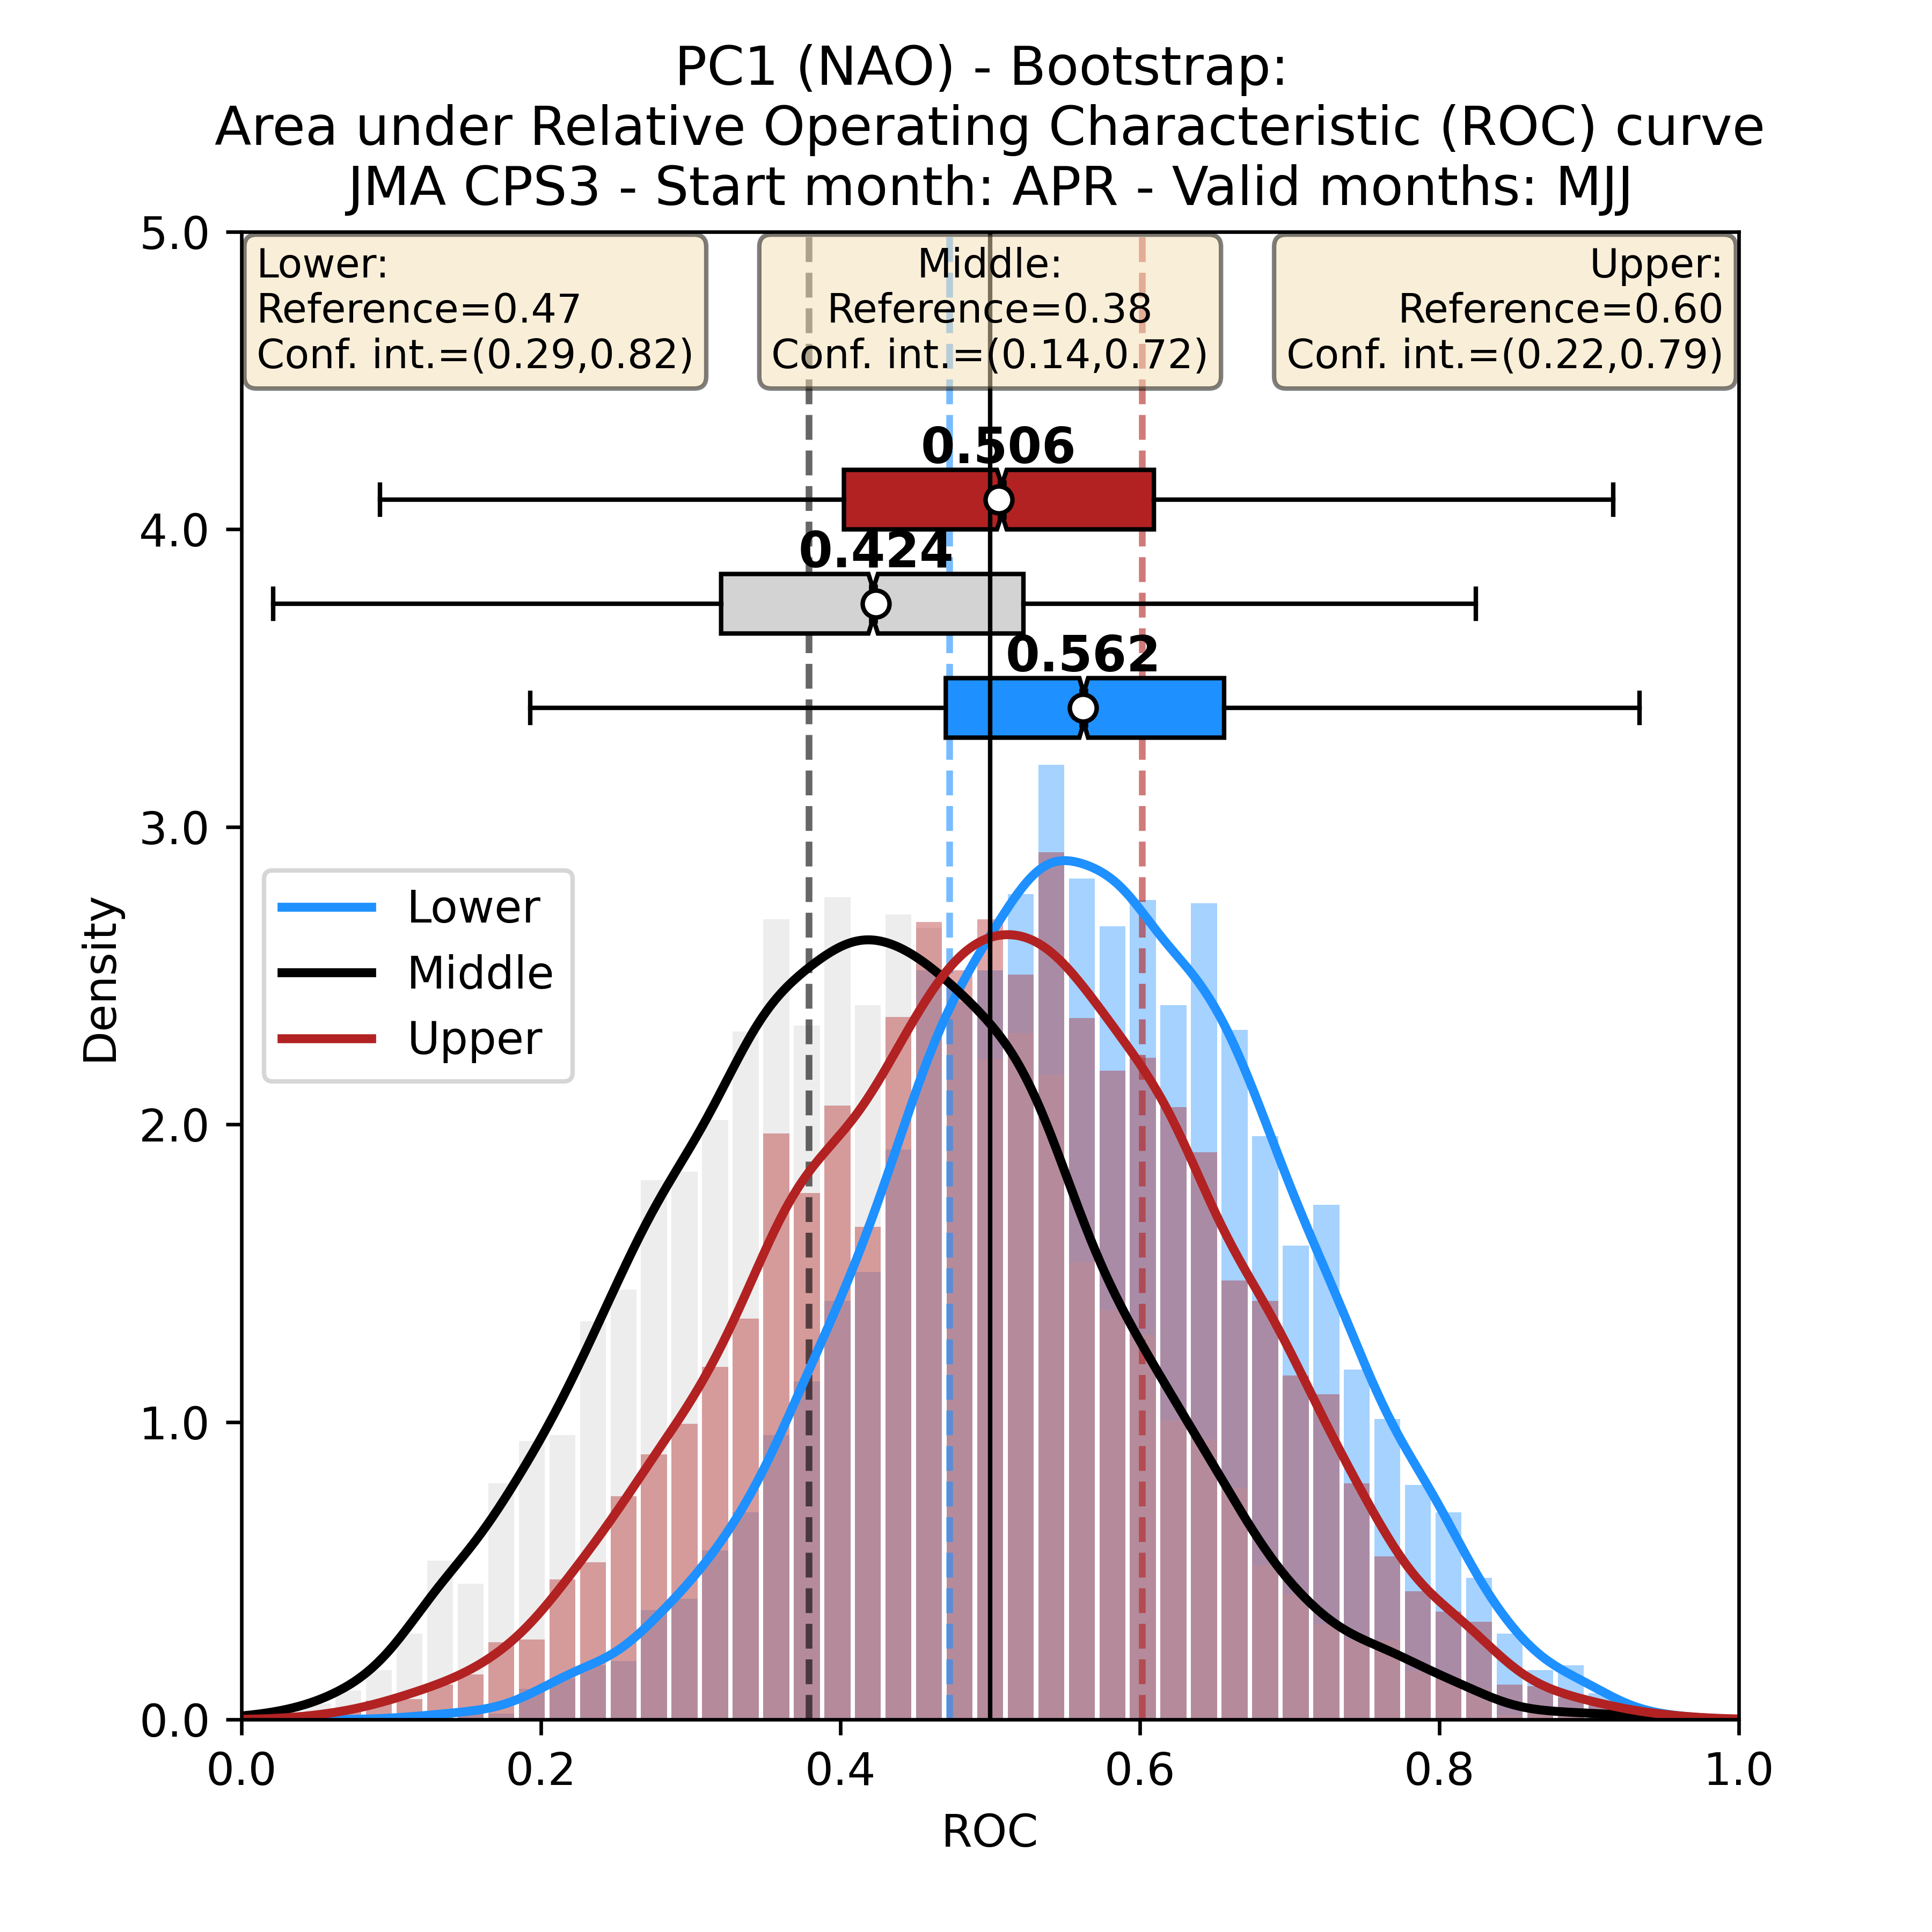 PC1 (NAO) - Bootstrap:
Area under Relative Operating Characteristic (ROC) curve
JMA CPS3 - Start month: APR - Valid months: MJJ
Lower:
Reference=0.47
Conf. int.=(0.29,0.82)
Middle:
Reference=0.38
Conf. int.=(0.14,0.72)
Upper:
Reference=0.60
Conf. int.=(0.22,0.79)
0.506
0.424
0.562
Lower
Middle
Upper
Density
5.0
4.0
3.0
2.0
1.0
0.0
0.0 0.2 0.4 0.6 0.8 1.0
ROC